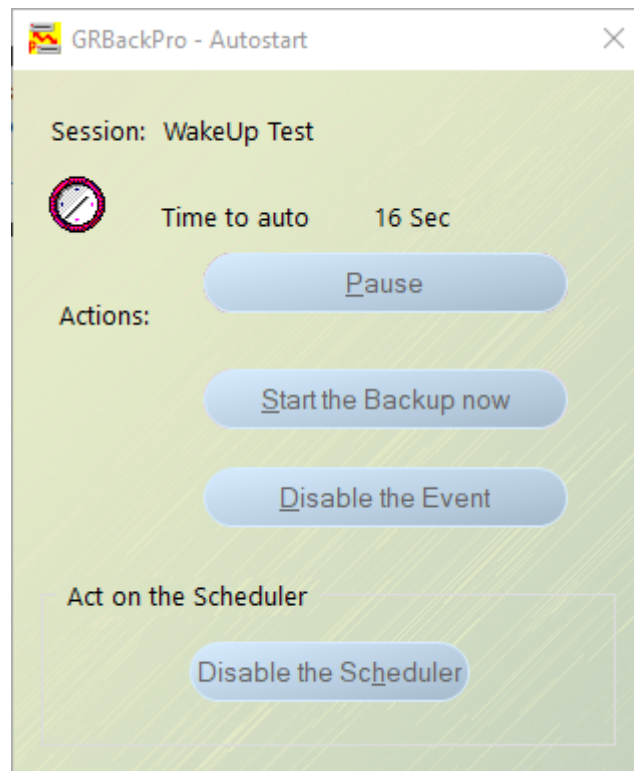 GRBackPro - Autostart
Session: WakeUp Test
Time to auto 16 Sec
Pause
Actions:
Start the Backup now
Disable the Event
Act on the Scheduler
Disable the Scheduler